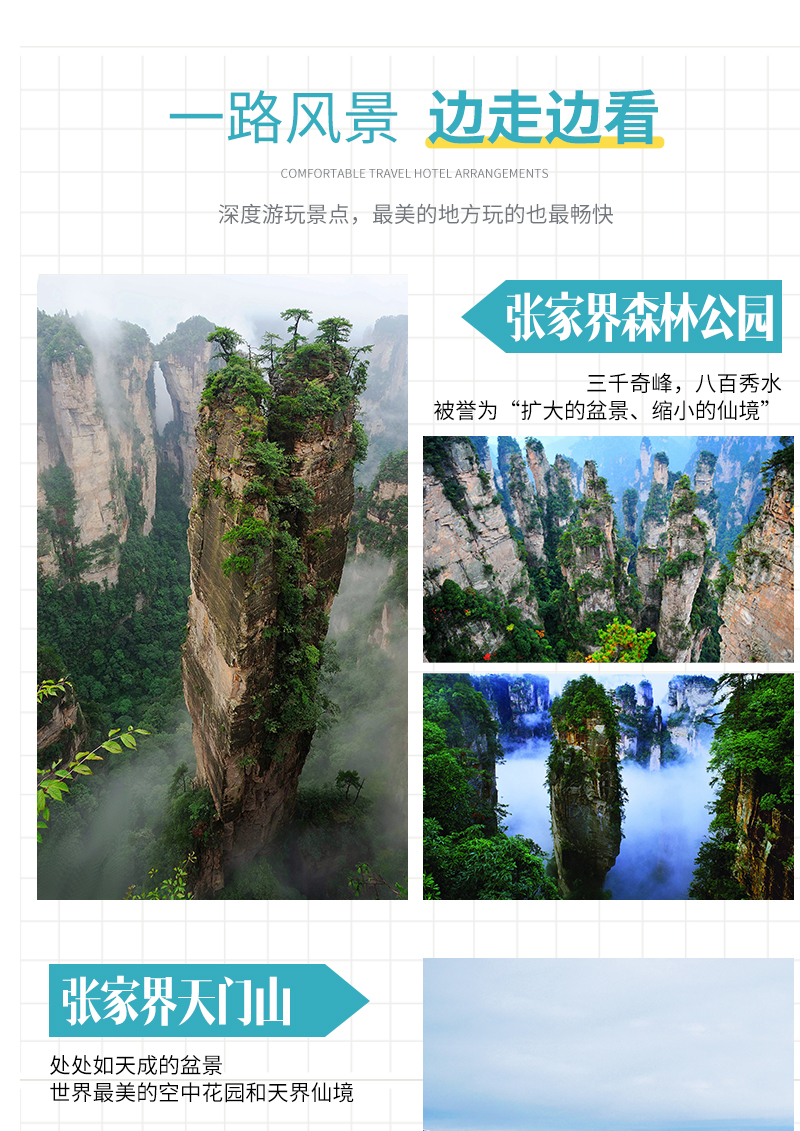 一路风景 边走边看
COMFORTABLE TRAVEL HOTEL ARRANGEMENTS
深度游玩景点，最美的地方玩的也最畅快
张家界森林公园
三千奇峰，八百秀水
被誉为“扩大的盆景、缩小的仙境”
张家界天门山
处处如天成的盆景
世界最美的空中花园和天界仙境